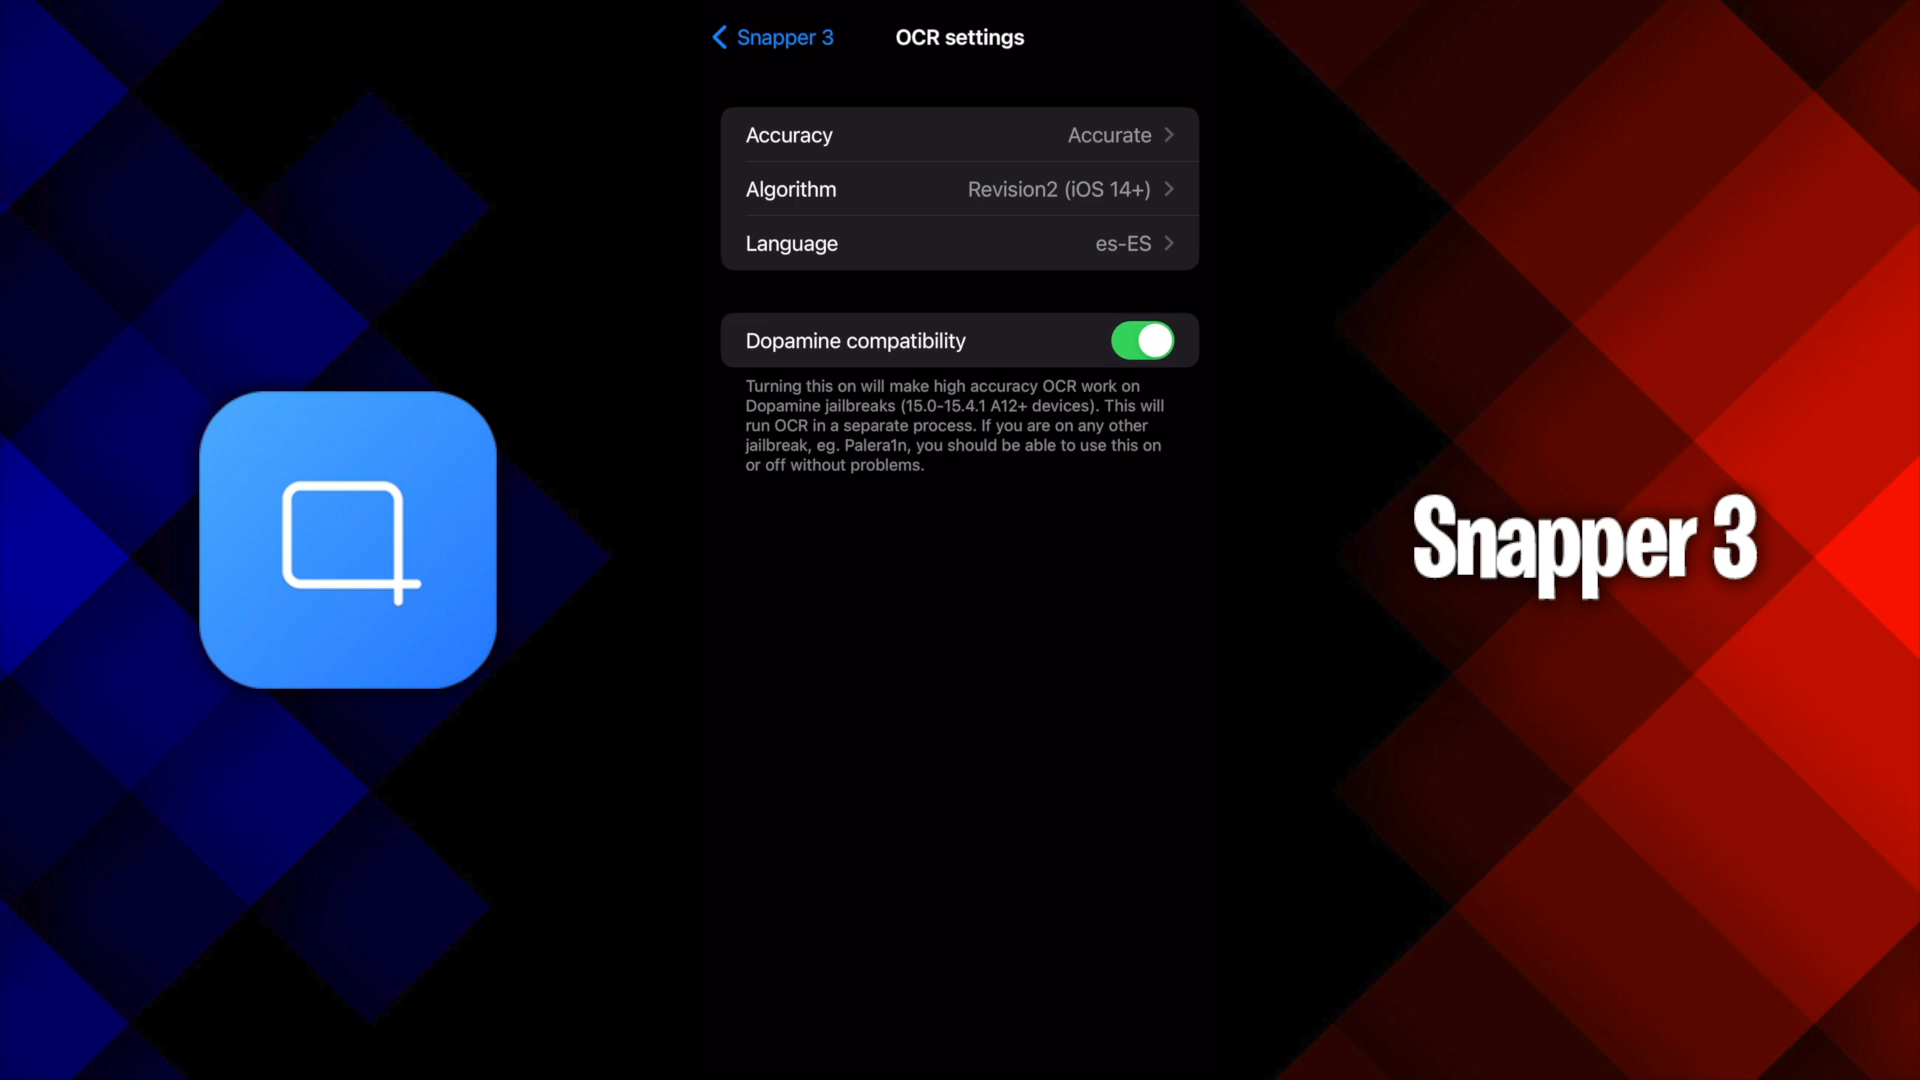 Snapper 3
OCR settings
Accuracy
Accurate
Algorithm
Revision2 (iOS 14+)
Language
es-ES
Dopamine compatibility
Turning this on will make high accuracy OCR work on
Dopamine jailbreaks (15.0-15.4.1 A12+ devices). This will
run OCR in a separate process. If you are on any other
jailbreak, eg. Palera1n, you should be able to use this on
or off without problems.
Snapper 3